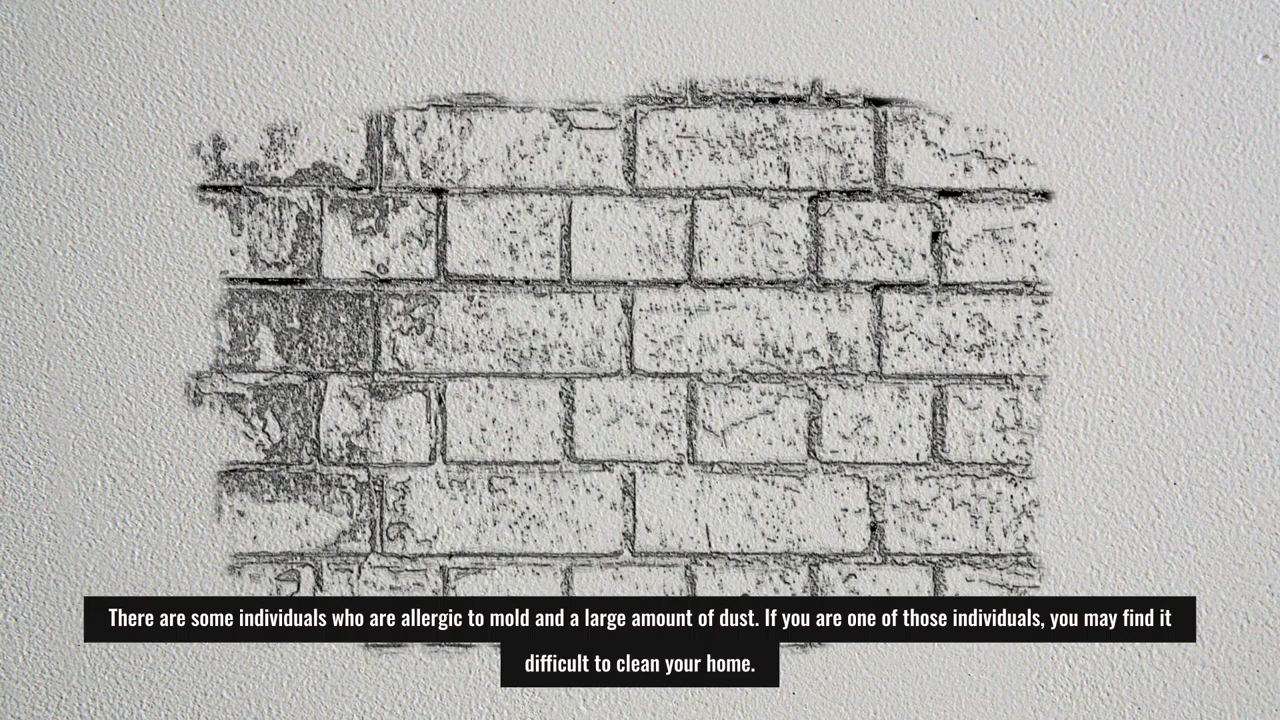 There are some individuals who are allergic to mold and a large amount of dust. If you are one of those individuals, you may find it
difficult to clean your home.